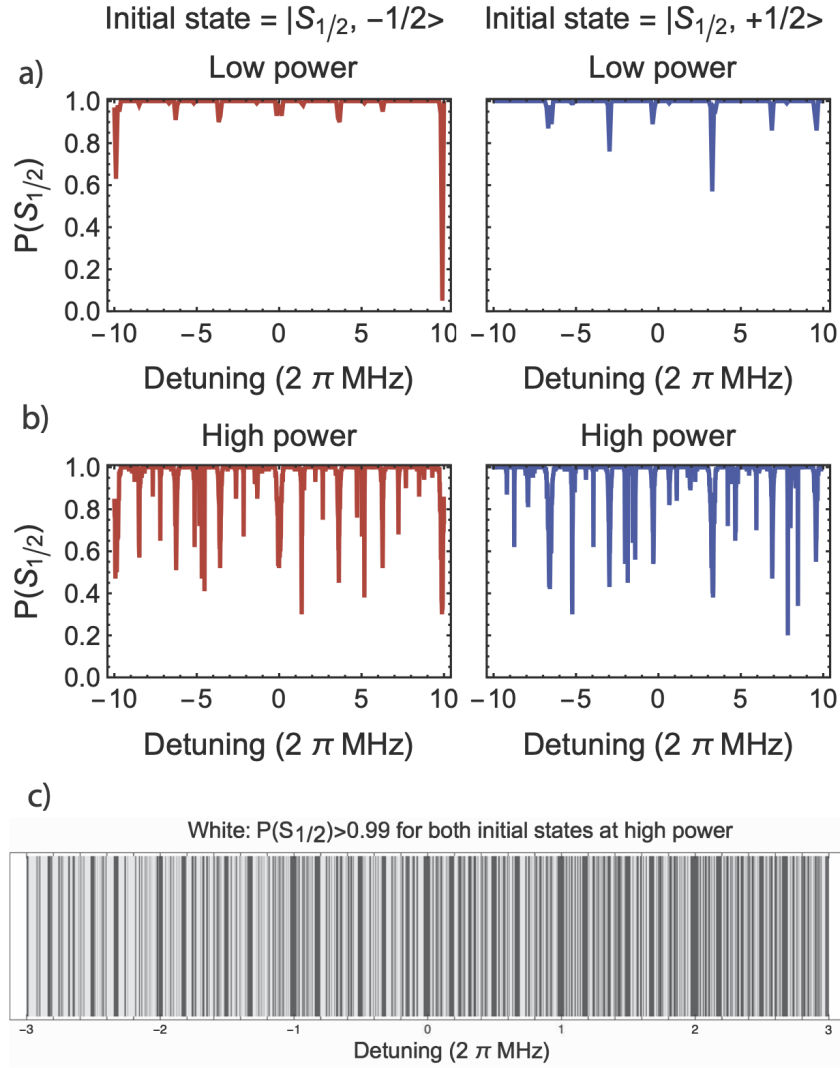 Initial state = |S1/2, −1/2> Initial state = |S1/2, +1/2>
a)
Low power Low power
1.0
0.8
0.6
0.4
0.2
0.0
P(S1/2)
−10 −5 0 5 10 −10 −5 0 5 10
Detuning (2 π MHz) Detuning (2 π MHz)
b)
High power High power
1.0
0.8
0.6
0.4
0.2
0.0
P(S1/2)
−10 −5 0 5 10 −10 −5 0 5 10
Detuning (2 π MHz) Detuning (2 π MHz)
c)
White: P(S1/2)>0.99 for both initial states at high power
-3 -2 -1 0 1 2 3
Detuning (2 π MHz)